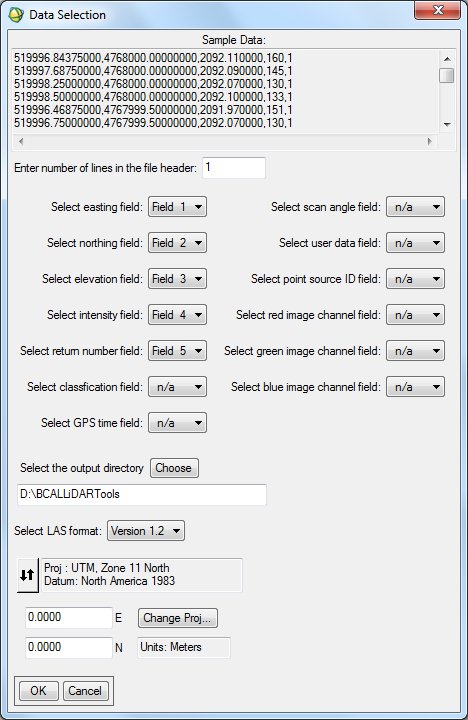 Data Selection
Sample Data:
519996.84375000,4768000.00000000,2092.110000,160,1
519997.68750000,4768000.00000000,2092.090000,145,1
519998.25000000,4768000.00000000,2092.070000,130,1
519998.50000000,4768000.00000000,2092.100000,133,1
519996.46875000,4767999.50000000,2091.970000,151,1
519996.75000000,4767999.50000000,2092.070000,130,1
Enter number of lines in the file header: 1
Select easting field: Field 1 Select scan angle field: n/a
Select northing field: Field 2 Select user data field: n/a
Select elevation field: Field 3 Select point source ID field: n/a
Select intensity field: Field 4 Select red image channel field: n/a
Select return number field: Field 5 Select green image channel field: n/a
Select classfication field: n/a Select blue image channel field: n/a
Select GPS time field: n/a
Select the output directory Choose
D:\BCALLiDARTools
Select LAS format: Version 1.2
Proj : UTM, Zone 11 North
Datum: North America 1983
0.0000 E Change Proj...
0.0000 N Units: Meters
OK Cancel